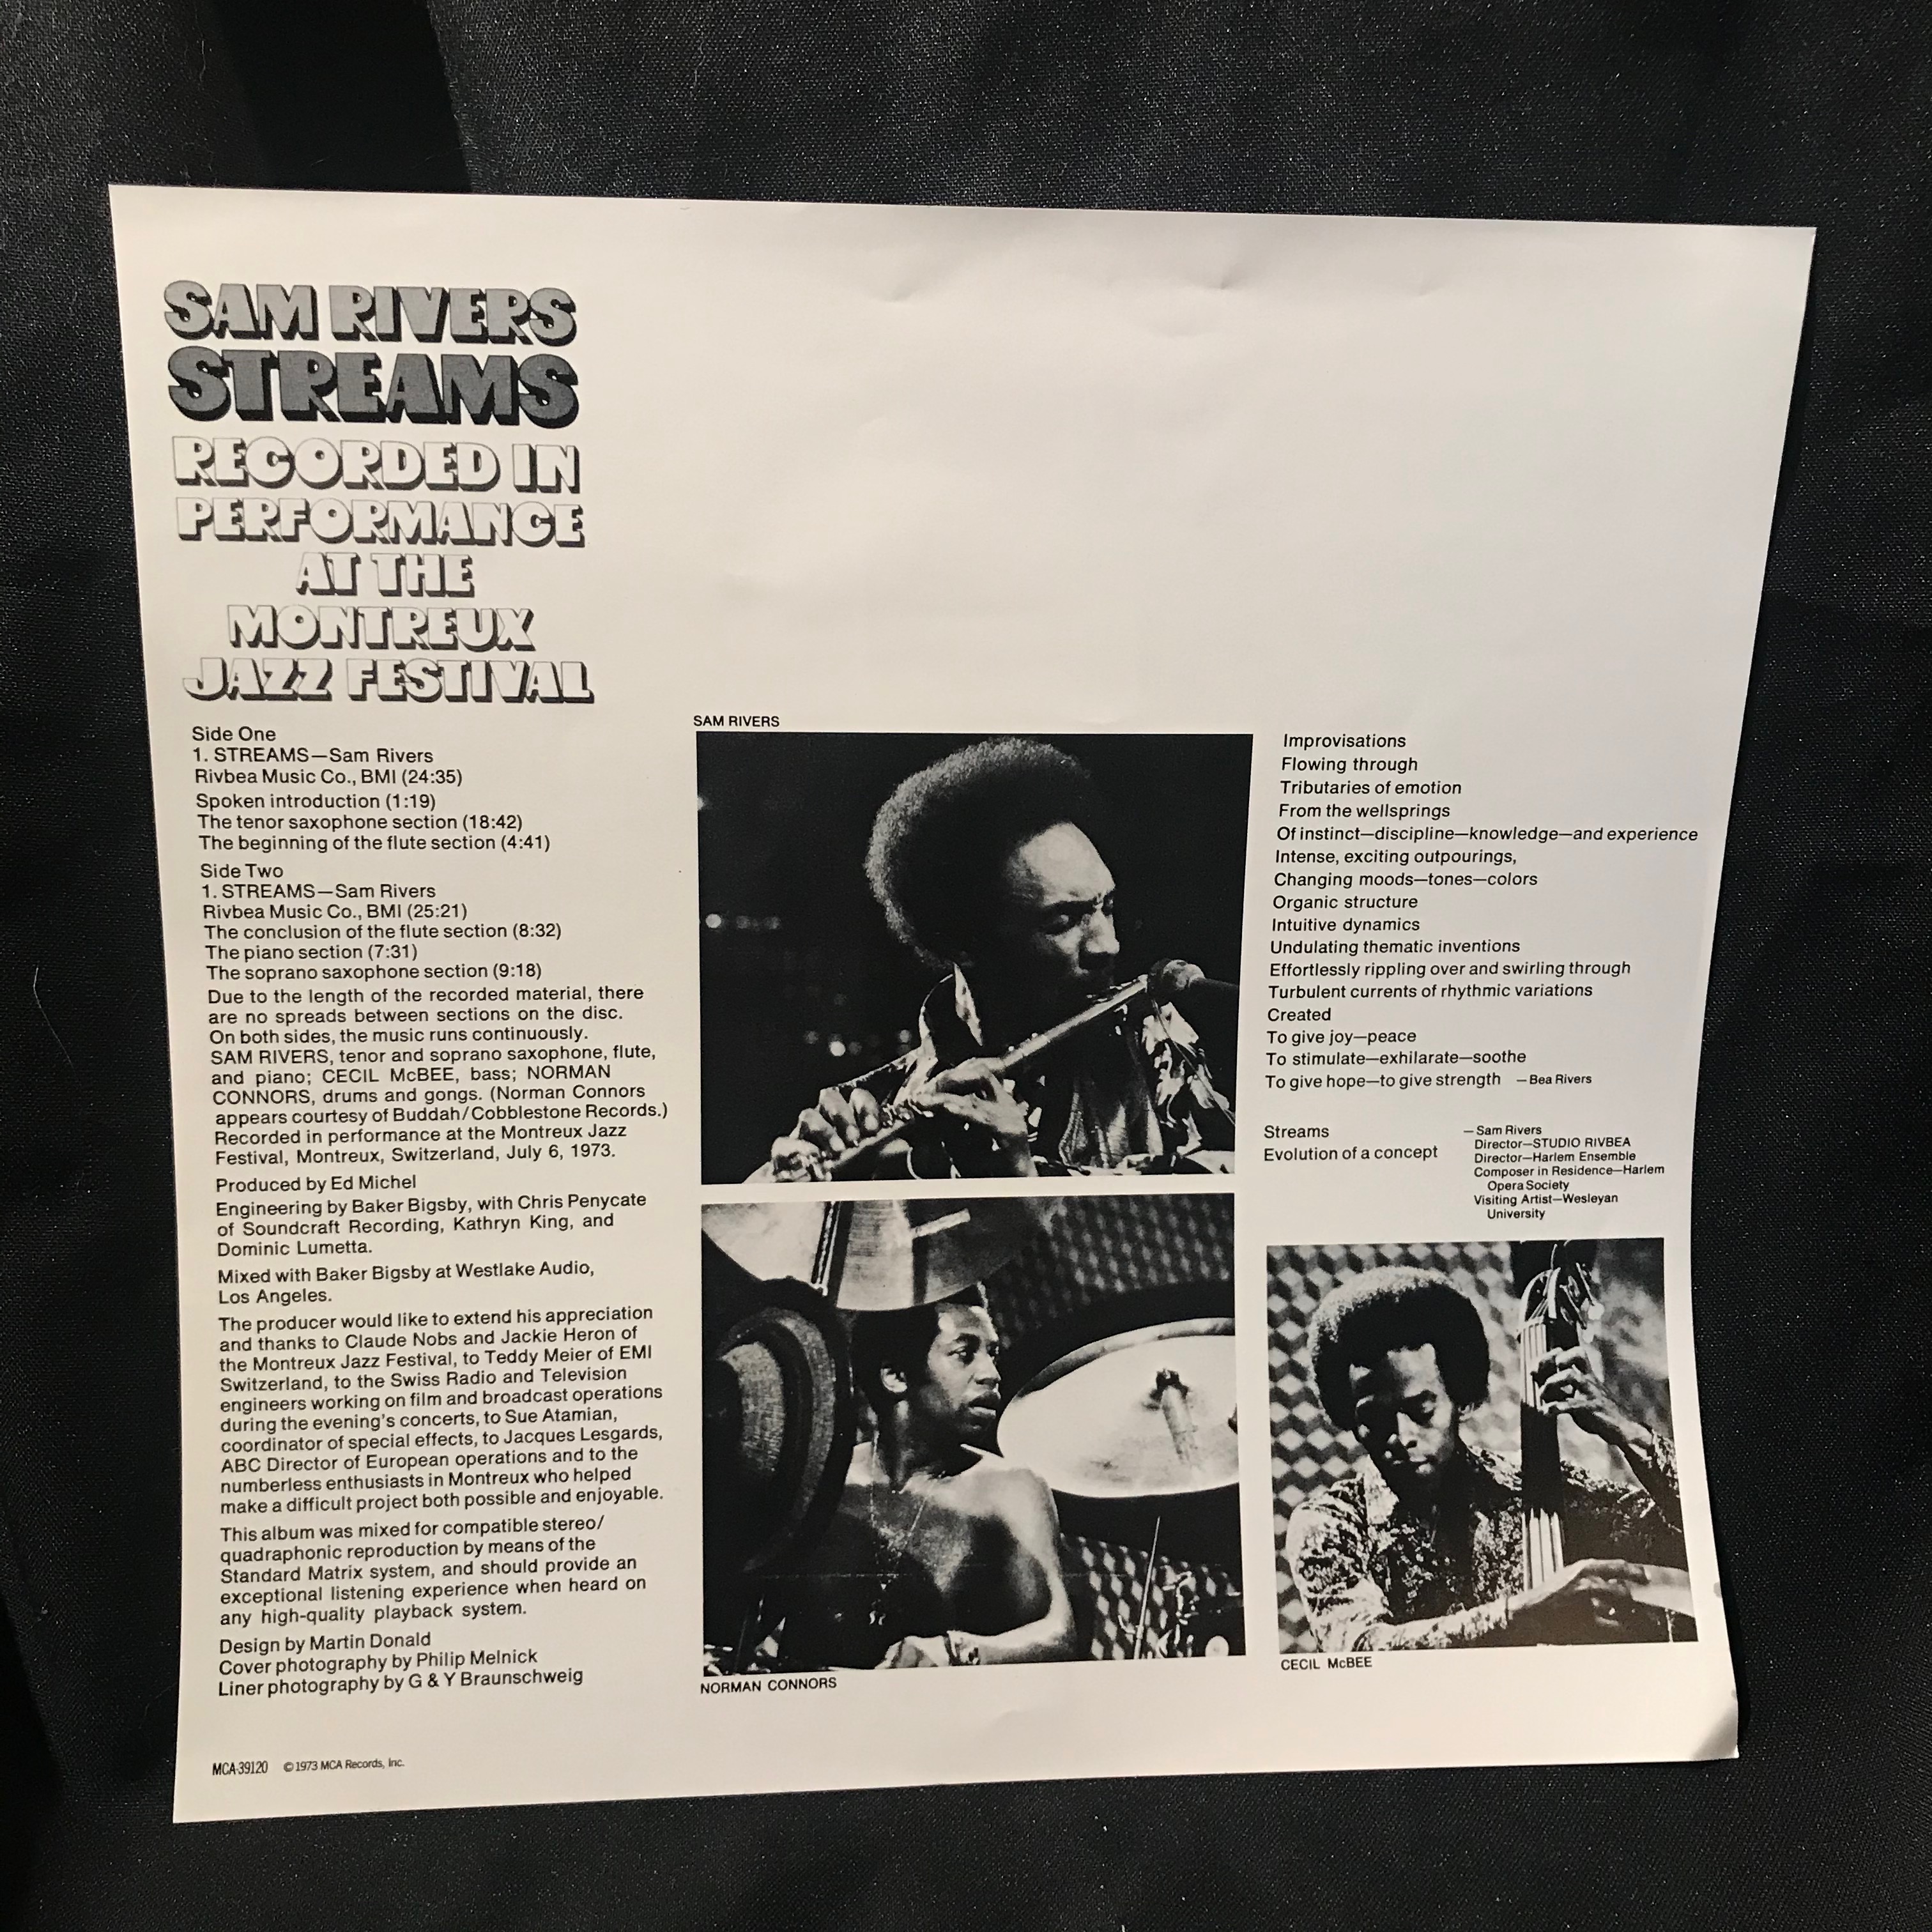 SAM RIVERS
STREAMS
RECORDED IN
PERFORMANCE
AT THE
MONTREUX
JAZZ FESTIVAL
Side One
1. STREAMS—Sam Rivers
Rivbea Music Co., BMI (24:35)
Spoken introduction (1:19)
The tenor saxophone section (18:42)
The beginning of the flute section (4:41)
Side Two
1. STREAMS—Sam Rivers
Rivbea Music Co., BMI (25:21)
The conclusion of the flute section (8:32)
The piano section (7:31)
The soprano saxophone section (9:18)
Due to the length of the recorded material, there
are no spreads between sections on the disc.
On both sides, the music runs continuously.
SAM RIVERS, tenor and soprano saxophone, flute,
and piano; CECIL McBEE, bass; NORMAN
CONNORS, drums and gongs. (Norman Connors
appears courtesy of Buddah/Cobblestone Records.)
Recorded in performance at the Montreux Jazz
Festival, Montreux, Switzerland, July 6, 1973.
Produced by Ed Michel
Engineering by Baker Bigsby, with Chris Penycate
of Soundcraft Recording, Kathryn King, and
Dominic Lumetta.
Mixed with Baker Bigsby at Westlake Audio,
Los Angeles.
The producer would like to extend his appreciation
and thanks to Claude Nobs and Jackie Heron of
the Montreux Jazz Festival, to Teddy Meier of EMI
Switzerland, to the Swiss Radio and Television
engineers working on film and broadcast operations
during the evening's concerts, to Sue Atamian,
coordinator of special effects, to Jacques Lesgards,
ABC Director of European operations and to the
numberless enthusiasts in Montreux who helped
make a difficult project both possible and enjoyable.
This album was mixed for compatible stereo/
quadraphonic reproduction by means of the
Standard Matrix system, and should provide an
exceptional listening experience when heard on
any high-quality playback system.
Design by Martin Donald
Cover photography by Philip Melnick
Liner photography by G & Y Braunschweig
MCA-39120 © 1973 MCA Records, Inc.
SAM RIVERS
NORMAN CONNORS
Improvisations
Flowing through
Tributaries of emotion
From the wellsprings
Of instinct—discipline—knowledge—and experience
Intense, exciting outpourings,
Changing moods—tones—colors
Organic structure
Intuitive dynamics
Undulating thematic inventions
Effortlessly rippling over and swirling through
Turbulent currents of rhythmic variations
Created
To give joy—peace
To stimulate—exhilarate—soothe
To give hope—to give strength —Bea Rivers
Streams
Evolution of a concept
—Sam Rivers
Director—STUDIO RIVBEA
Director—Harlem Ensemble
Composer in Residence—Harlem
Opera Society
Visiting Artist—Wesleyan
University
CECIL McBEE